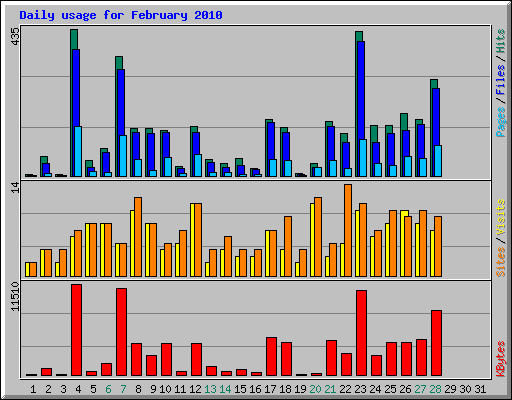 Daily usage for February 2010
435
Pages / Files / Hits
14
Sites / Visits
11510
KBytes
1 2 3 4 5 6 7 8 9 10 11 12 13 14 15 16 17 18 19 20 21 22 23 24 25 26 27 28 29 30 31